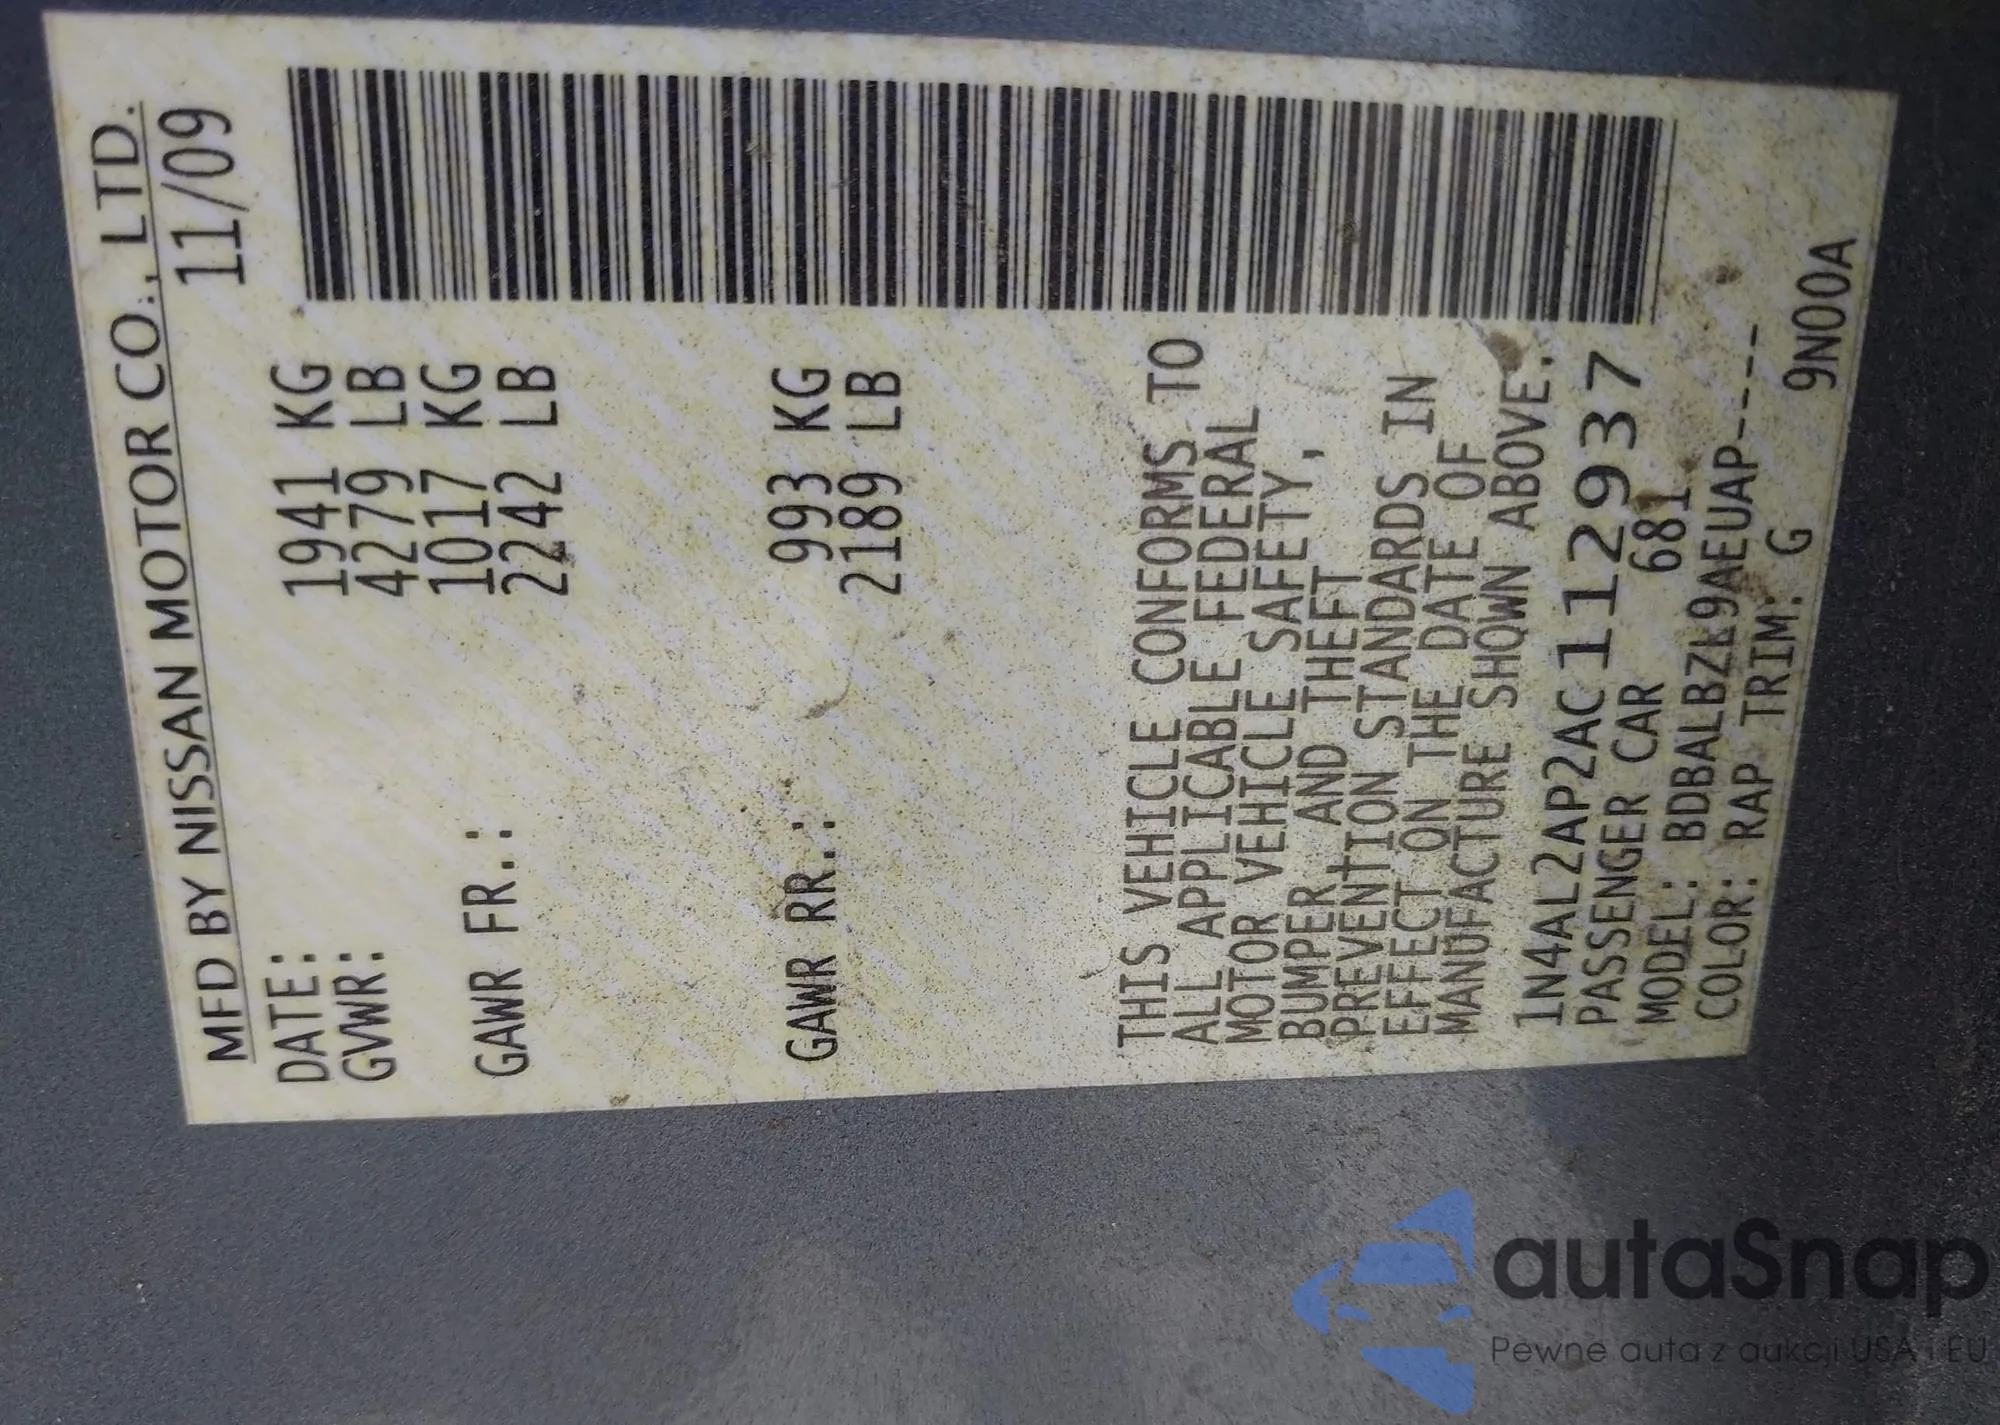 MFD BY NISSAN MOTOR CO., LTD.
DATE: 11/09
GVWR: 1941 KG
4279 LB
GAWR FR.: 1017 KG
2242 LB
GAWR RR.: 993 KG
2189 LB
THIS VEHICLE CONFORMS TO
ALL APPLICABLE FEDERAL
MOTOR VEHICLE SAFETY,
BUMPER AND THEFT
PREVENTION STANDARDS IN
EFFECT ON THE DATE OF
MANUFACTURE SHOWN ABOVE.
1N4AL2AP2AC112937
PASSENGER CAR 681
MODEL: BDBALBZL9AEUAP-----
COLOR: RAP TRIM: G
9N00A
autaSnap
Pewne auta z aukcji USA i EU